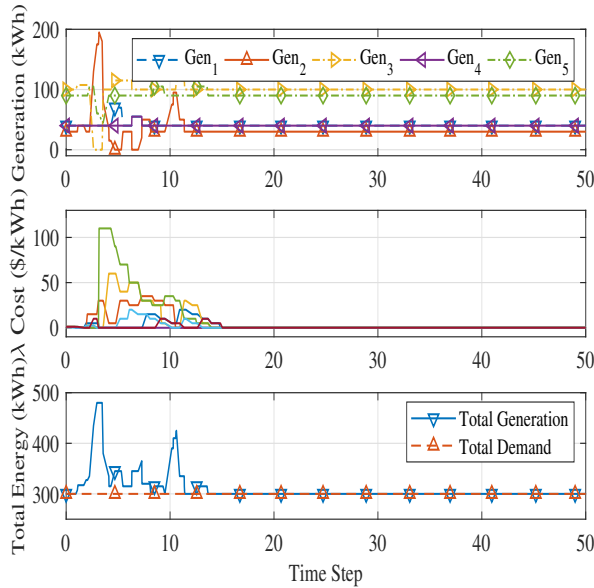 Generation (kWh)
200
100
0
Gen1 Gen2 Gen3 Gen4 Gen5
0 10 20 30 40 50
λ Cost ($/kWh)
100
50
0
0 10 20 30 40 50
Total Energy (kWh)
500
400
300
Total Generation
Total Demand
0 10 20 30 40 50
Time Step